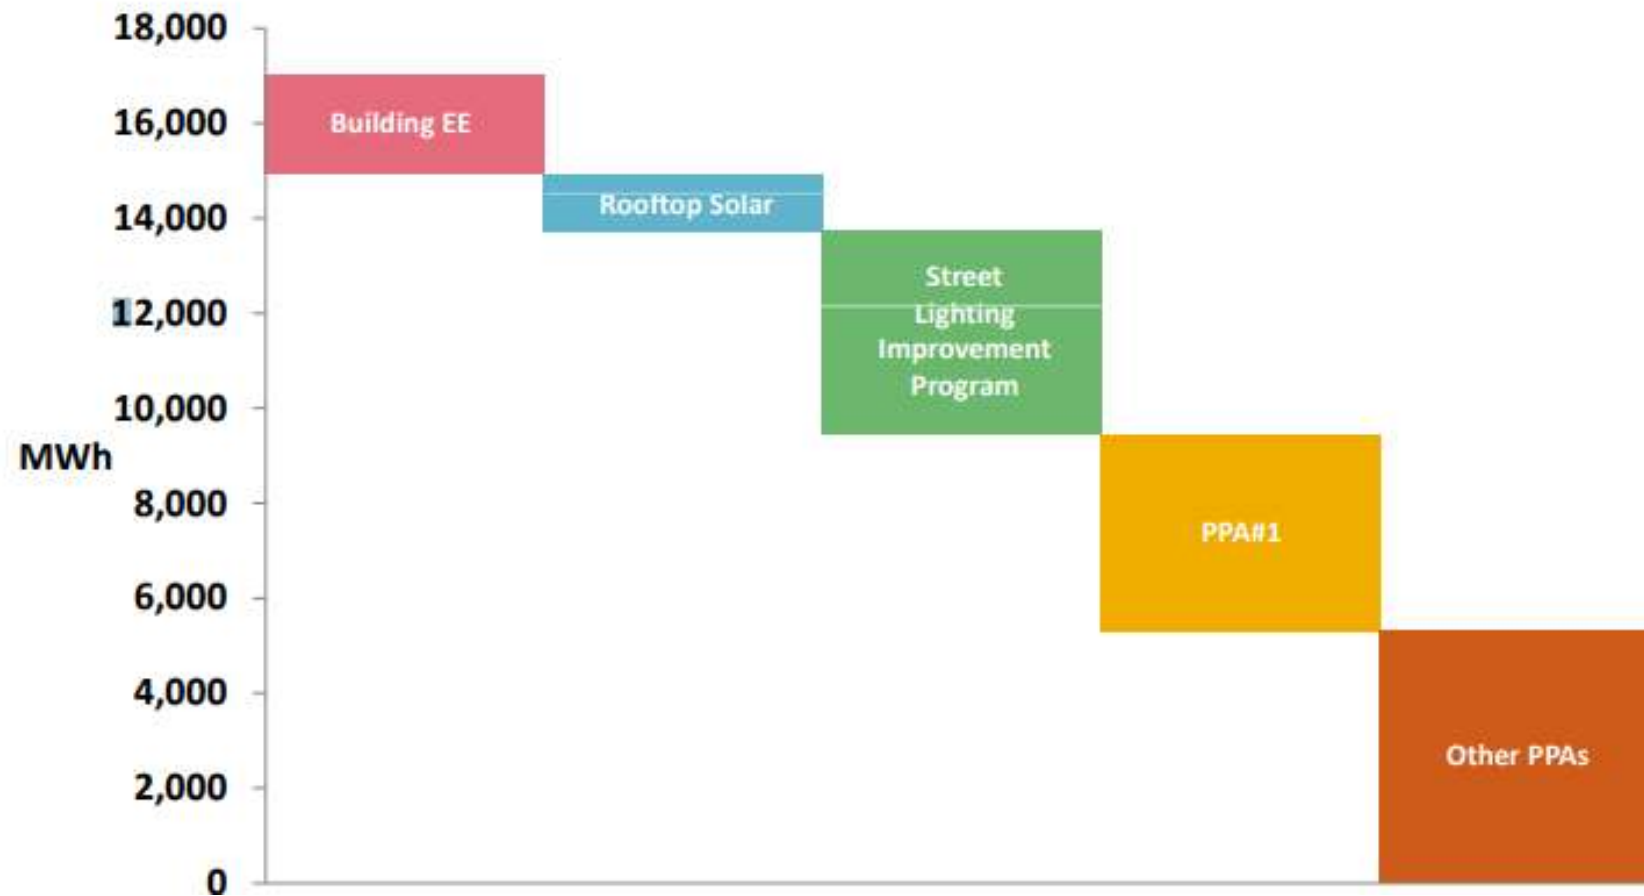 18,000
16,000
14,000
12,000
10,000
MWh
8,000
6,000
4,000
2,000
0
Building EE
Rooftop Solar
Street
Lighting
Improvement
Program
PPA#1
Other PPAs